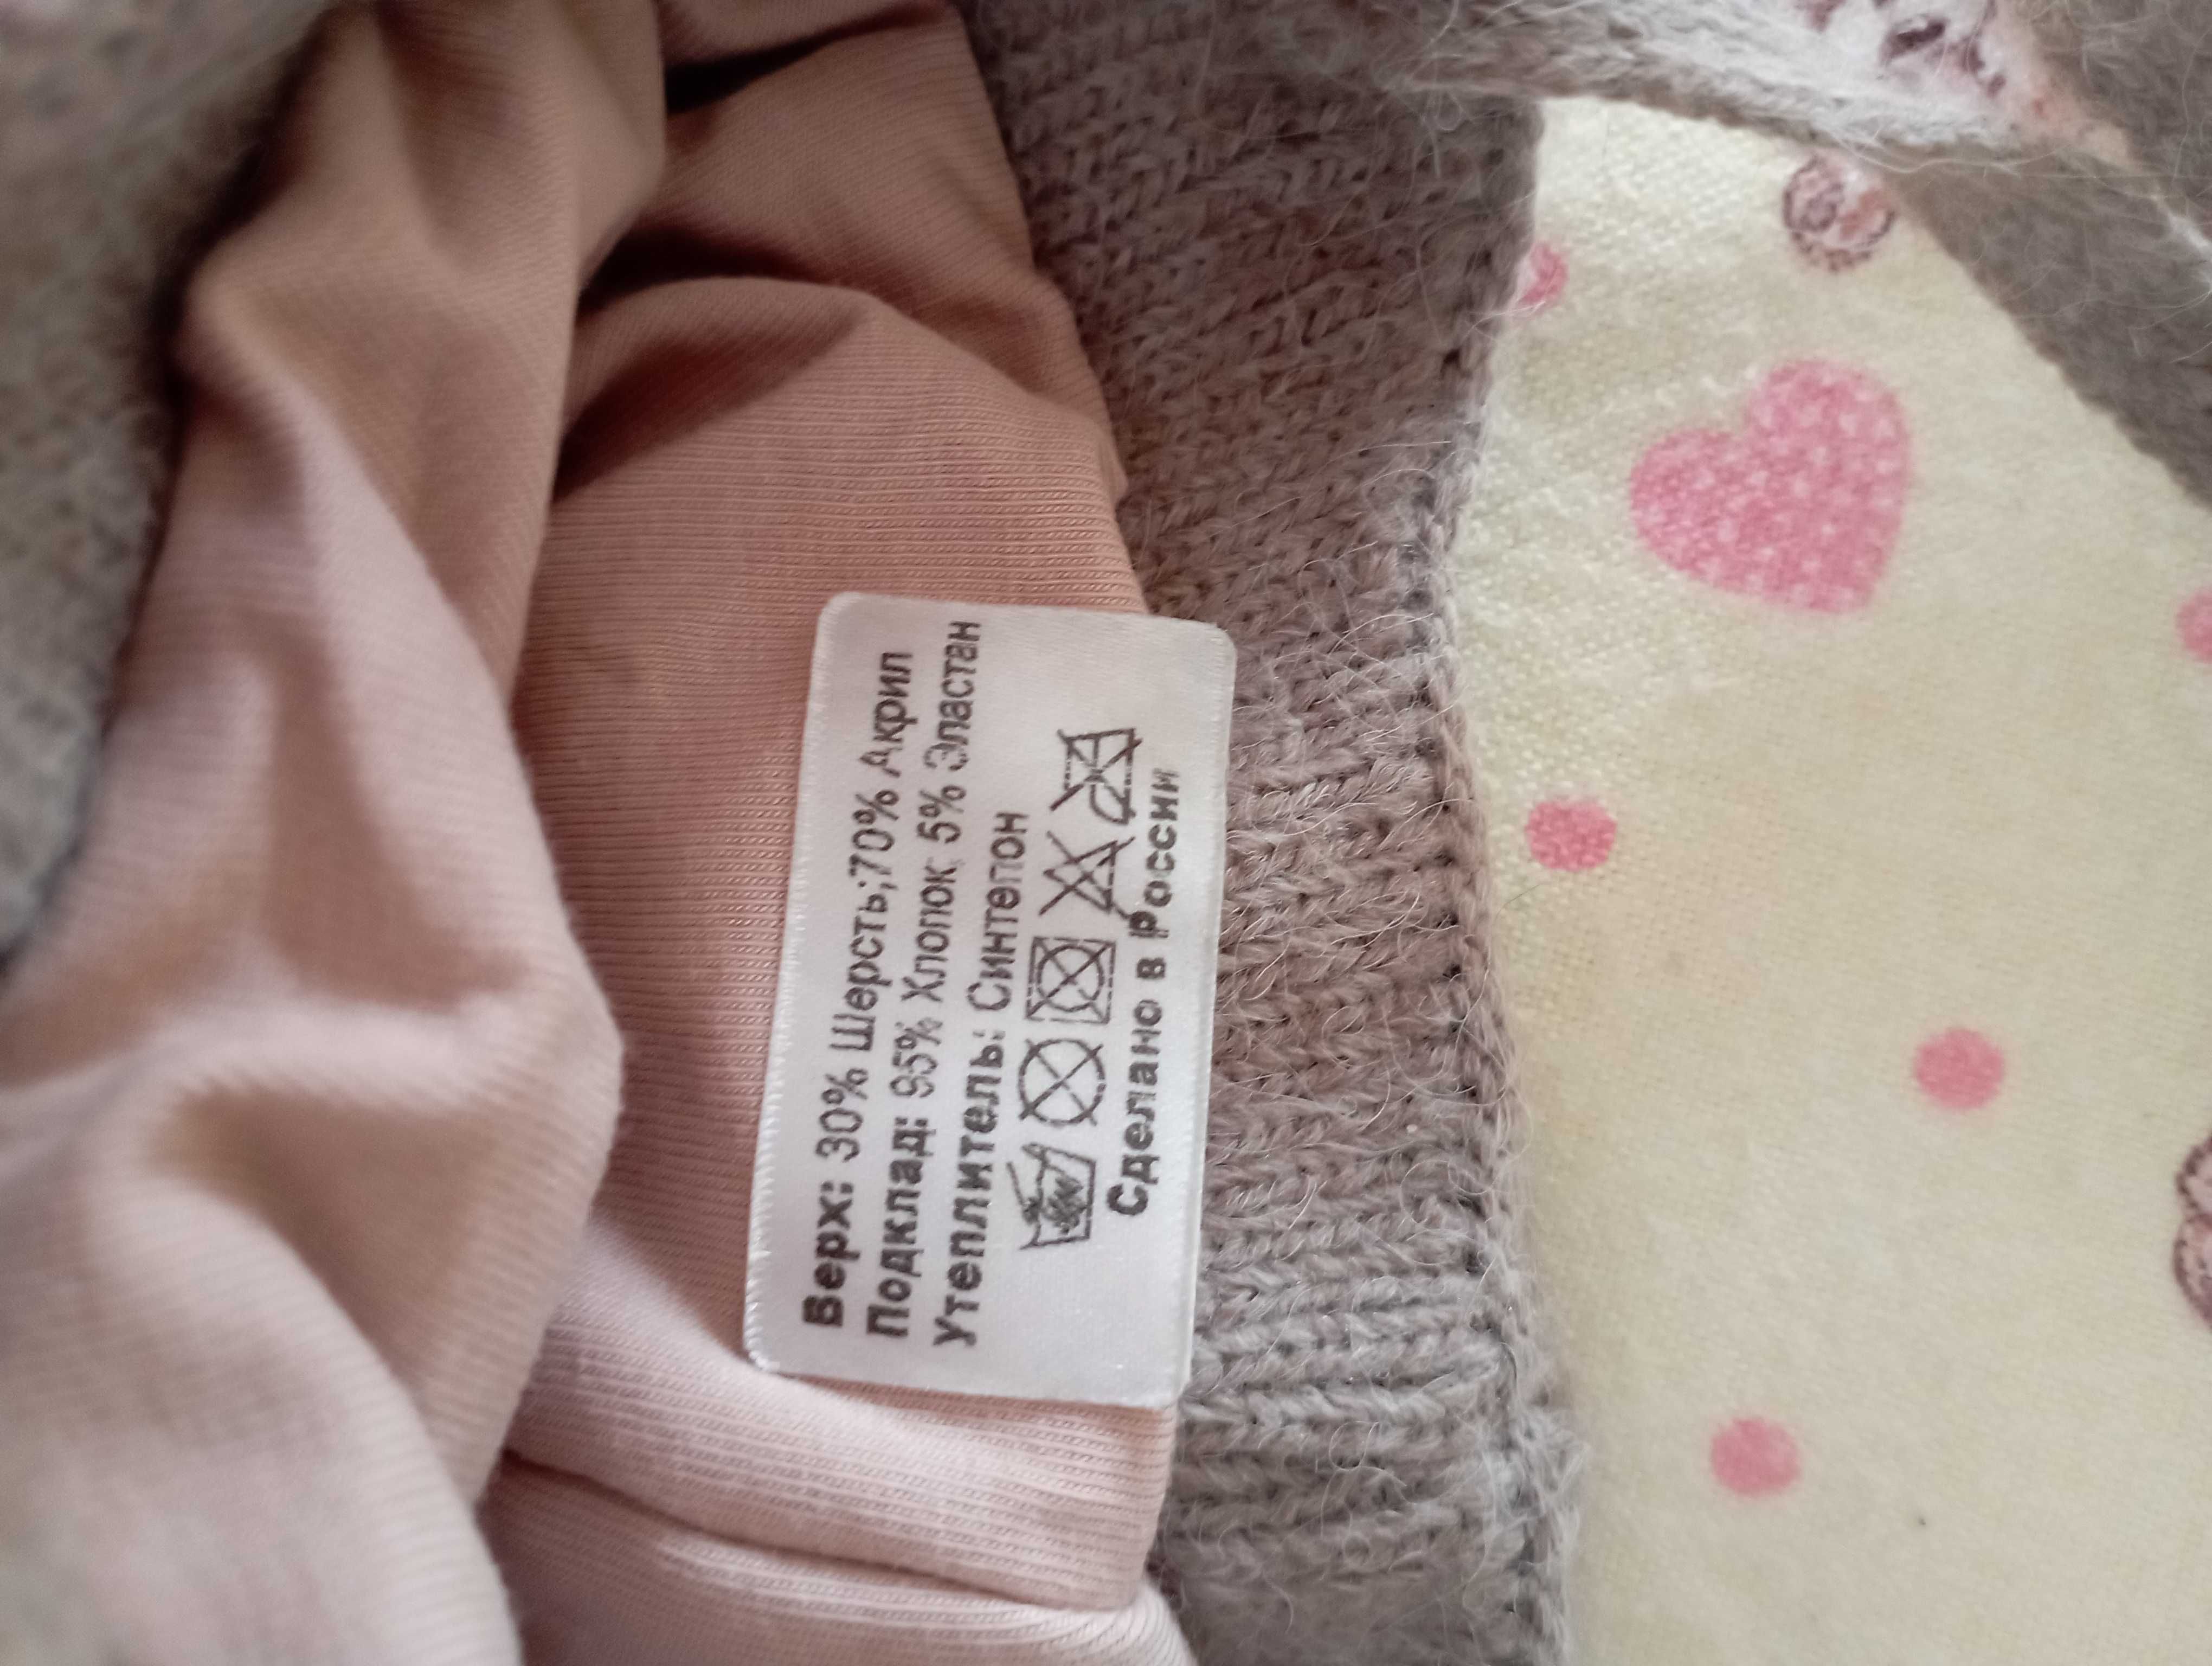 Верх: 30% Шерсть;70% Акрил
Подклад: 95% Хлопок 5% Эластан
Утеплитель: Синтепон
Сделано в России